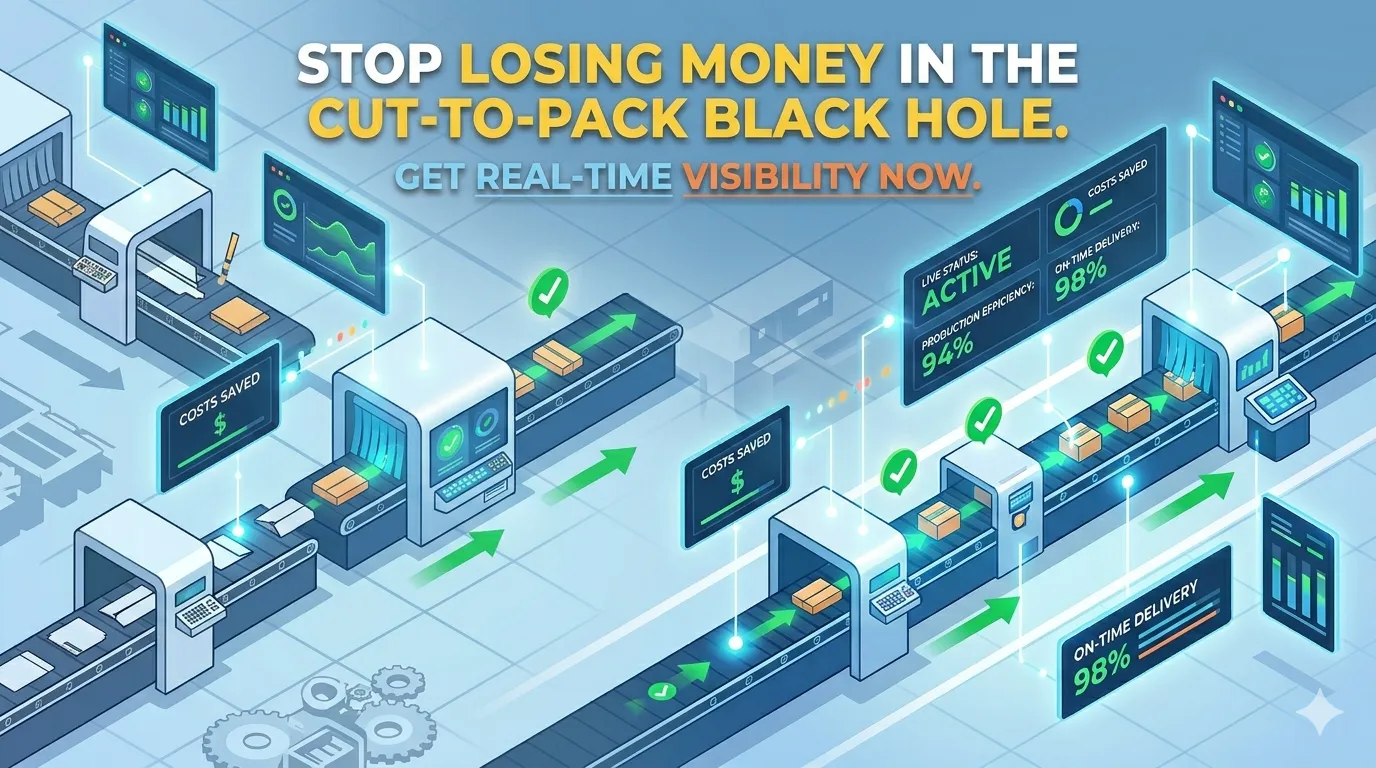 STOP LOSING MONEY IN THE
CUT-TO-PACK BLACK HOLE.
GET REAL-TIME VISIBILITY NOW.
COSTS SAVED
$
COSTS SAVED
$
LIVE STATUS:
ACTIVE
PRODUCTION EFFICIENCY:
94%
COSTS SAVED
ON-TIME DELIVERY:
98%
ON-TIME DELIVERY
98%